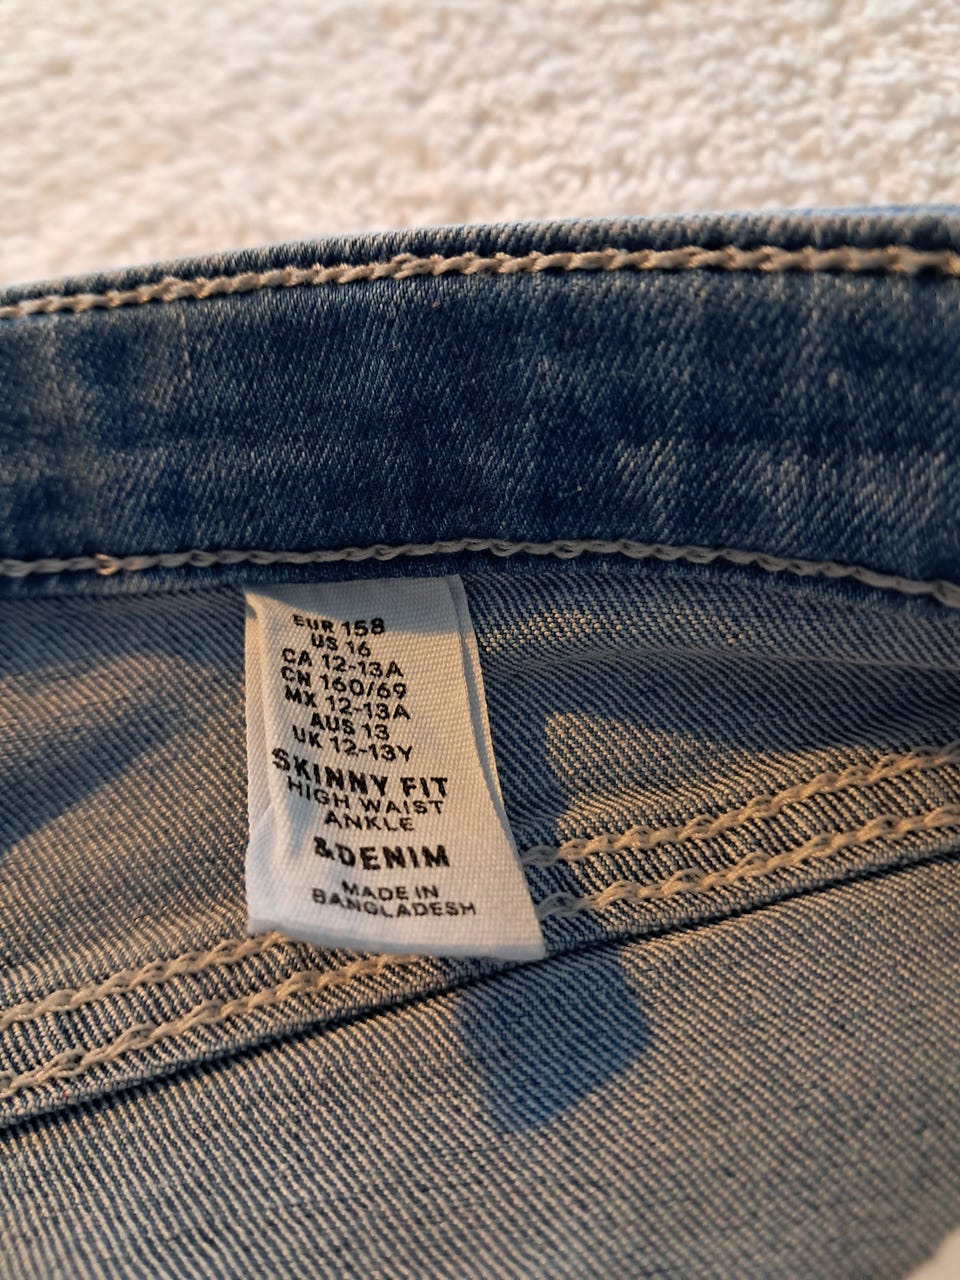 EUR 158
US 16
CA 12-13A
CN 160/69
MX 12-13A
AUS 13
UK 12-13Y
SKINNY FIT
HIGH WAIST
ANKLE
&DENIM
MADE IN
BANGLADESH